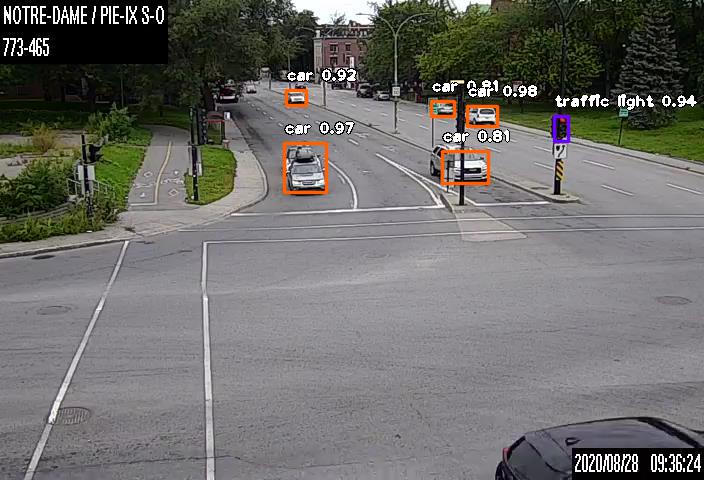 NOTRE-DAME / PIE-IX S-O
773-465
car 0.92
car 0.81
car 0.98
traffic light 0.94
car 0.97
car 0.81
2020/08/28 09:36:24